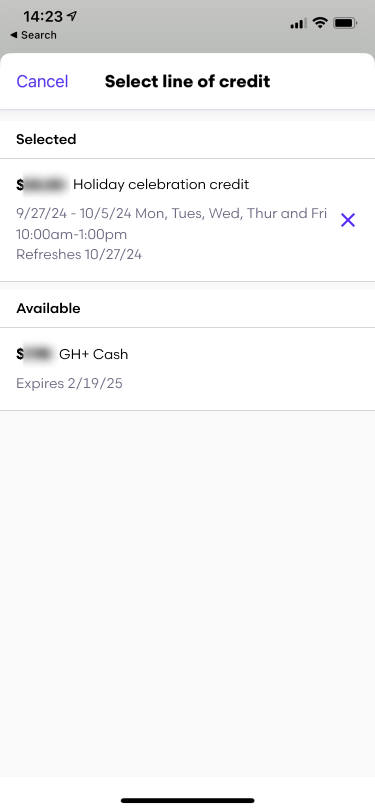 14:23
◀ Search
Cancel
Select line of credit
Selected
$ Holiday celebration credit
9/27/24 - 10/5/24 Mon, Tues, Wed, Thur and Fri
10:00am-1:00pm
Refreshes 10/27/24
Available
$ GH+ Cash
Expires 2/19/25